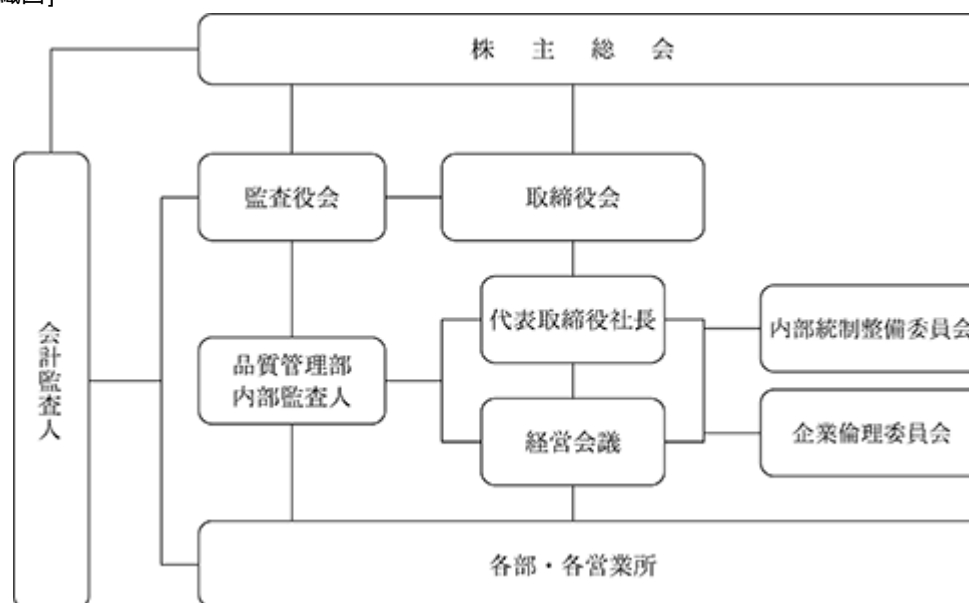 織図]
株 主 総 会
監査役会
取締役会
代表取締役社長
内部統制整備委員会
会計監査人
品質管理部
内部監査人
経営会議
企業倫理委員会
各部・各営業所